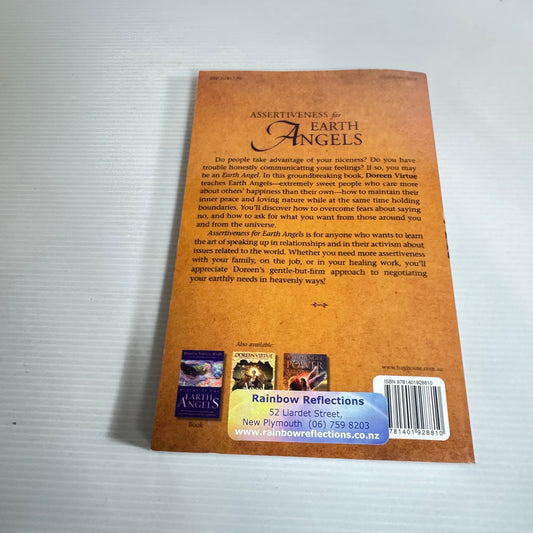 ASSERTIVENESS for
EARTH
ANGELS
Do people take advantage of your niceness? Do you have
trouble honestly communicating your feelings? If so, you may
be an Earth Angel. In this groundbreaking book, Doreen Virtue
teaches Earth Angels—extremely sweet people who care more
about others' happiness than their own—how to maintain their
inner peace and loving nature while at the same time holding
boundaries. You'll discover how to overcome fears about saying
no, and how to ask for what you want from those around you
and from the universe.
Assertiveness for Earth Angels is for anyone who wants to learn
the art of speaking up in relationships and in their activism about
issues related to the world. Whether you need more assertiveness
with your family, on the job, or in your healing work, you'll
appreciate Doreen's gentle-but-firm approach to negotiating
your earthly needs in heavenly ways!
Also available:
DOREEN VIRTUE
POWER
EARTH
ANGELS
Book
www.hayhouse.com.au
ISBN 9781401928810
781401 928810
Rainbow Reflections
52 Liardet Street,
New Plymouth (06) 759 8203
www.rainbowreflections.co.nz